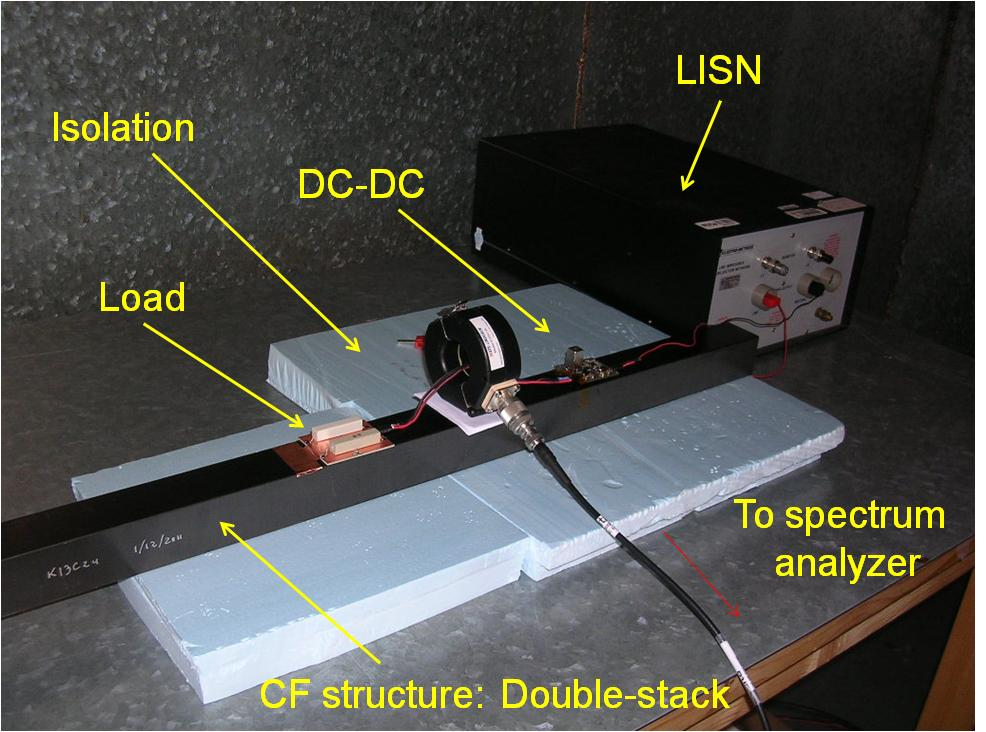 LISN
Isolation
DC-DC
Load
To spectrum
analyzer
K13C24 1/12/2011
CF structure: Double-stack